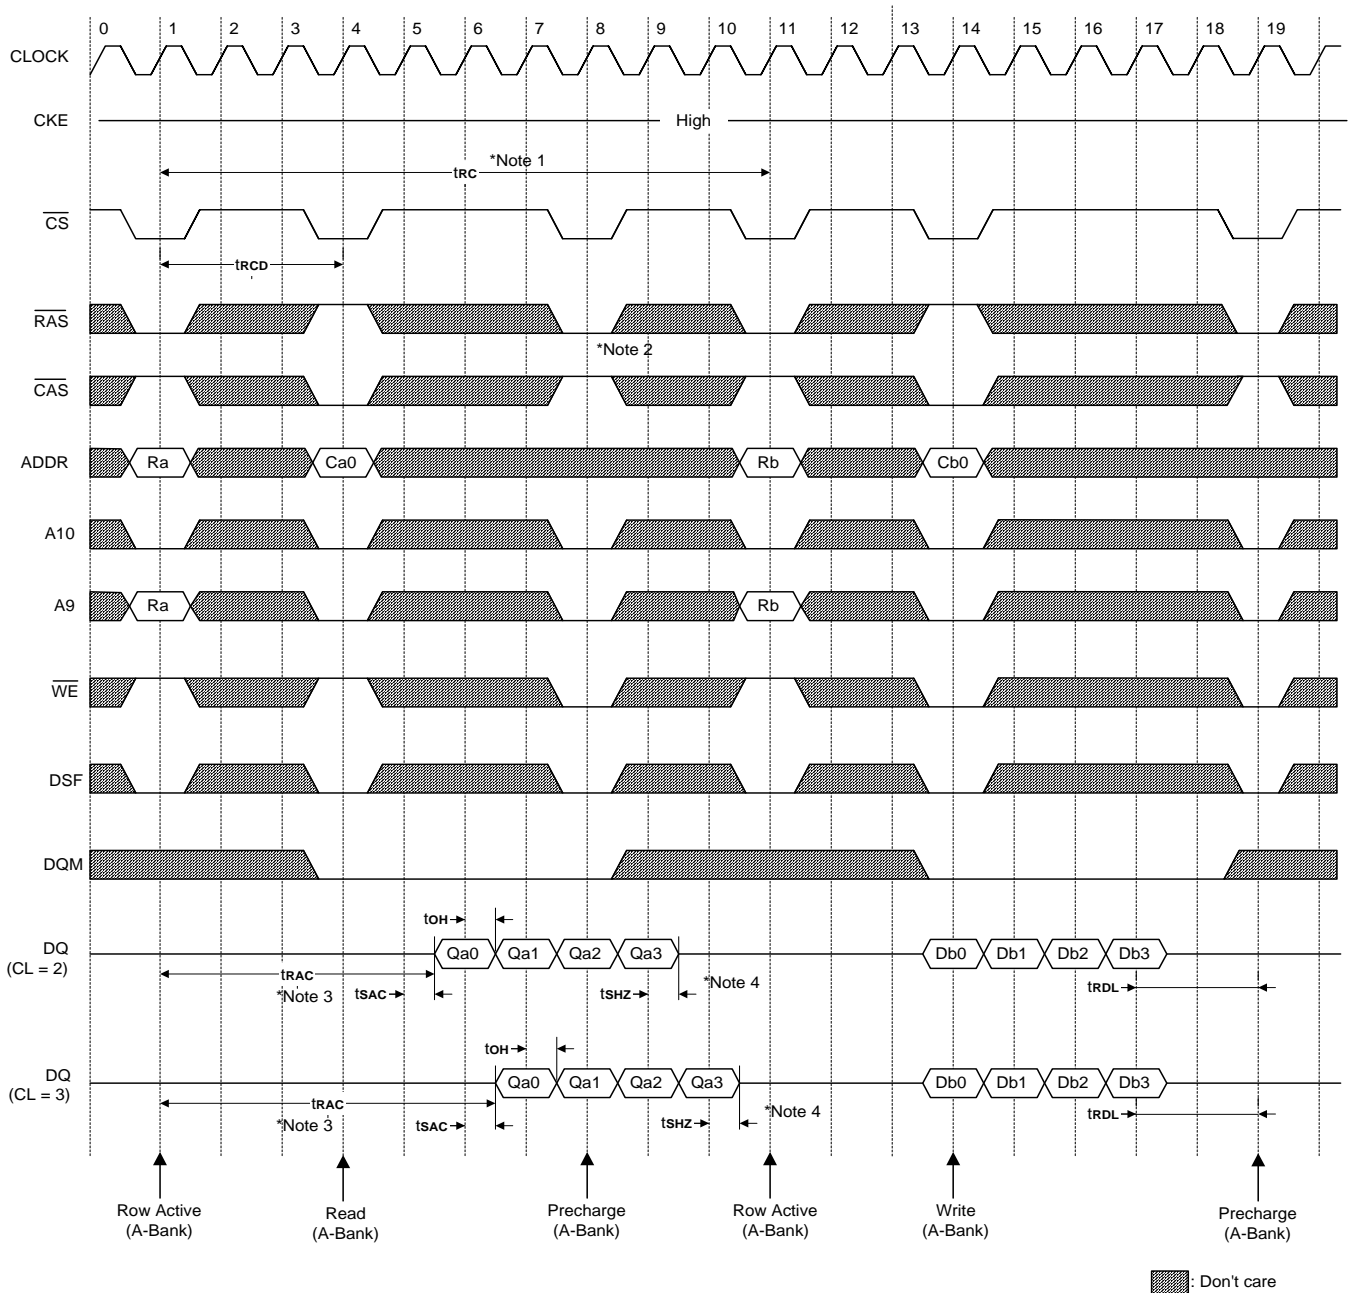 0 1 2 3 4 5 6 7 8 9 10 11 12 13 14 15 16 17 18 19
CLOCK
CKE
High
*Note 1
tRC
CS
tRCD
RAS
*Note 2
CAS
ADDR Ra Ca0 Rb Cb0
A10
A9 Ra Rb
WE
DSF
DQM
tOH
DQ
(CL = 2)
Qa0 Qa1 Qa2 Qa3 Db0 Db1 Db2 Db3
tRAC
*Note 3
tSAC tSHZ *Note 4 tRDL
tOH
DQ
(CL = 3)
Qa0 Qa1 Qa2 Qa3 Db0 Db1 Db2 Db3
tRAC
*Note 3
tSAC tSHZ *Note 4 tRDL
Row Active
(A-Bank)
Read
(A-Bank)
Precharge
(A-Bank)
Row Active
(A-Bank)
Write
(A-Bank)
Precharge
(A-Bank)
: Don't care